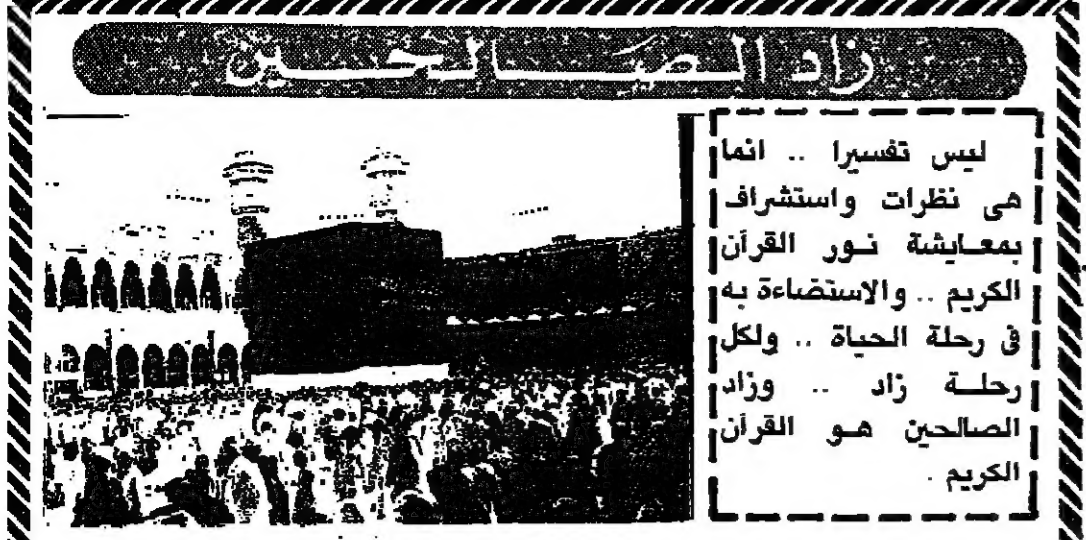 زاد الصالحين
ليس تفسيرا .. انما
هى نظرات واستشراف
بمعايشة نور القرآن
الكريم .. والاستضاءة به
فى رحلة الحياة .. ولكل
رحلة زاد .. وزاد
الصالحين هو القرآن
الكريم .